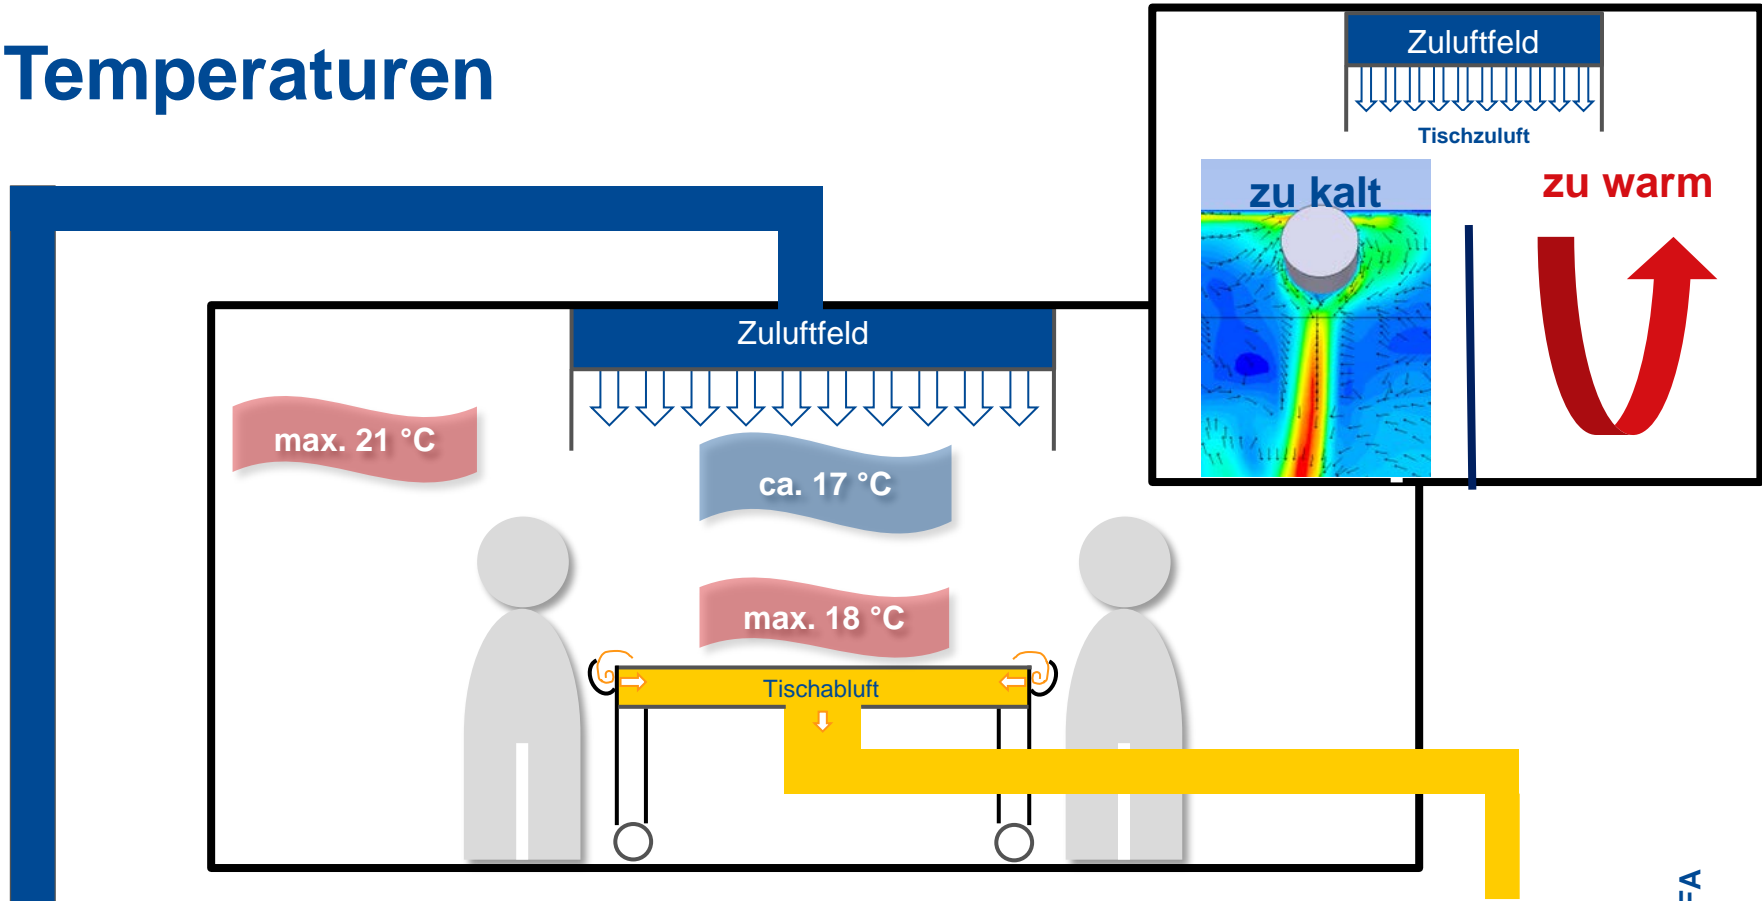 Temperaturen
Zuluftfeld
Tischzuluft
zu kalt
zu warm
Zuluftfeld
max. 21 °C
ca. 17 °C
max. 18 °C
Tischabluft